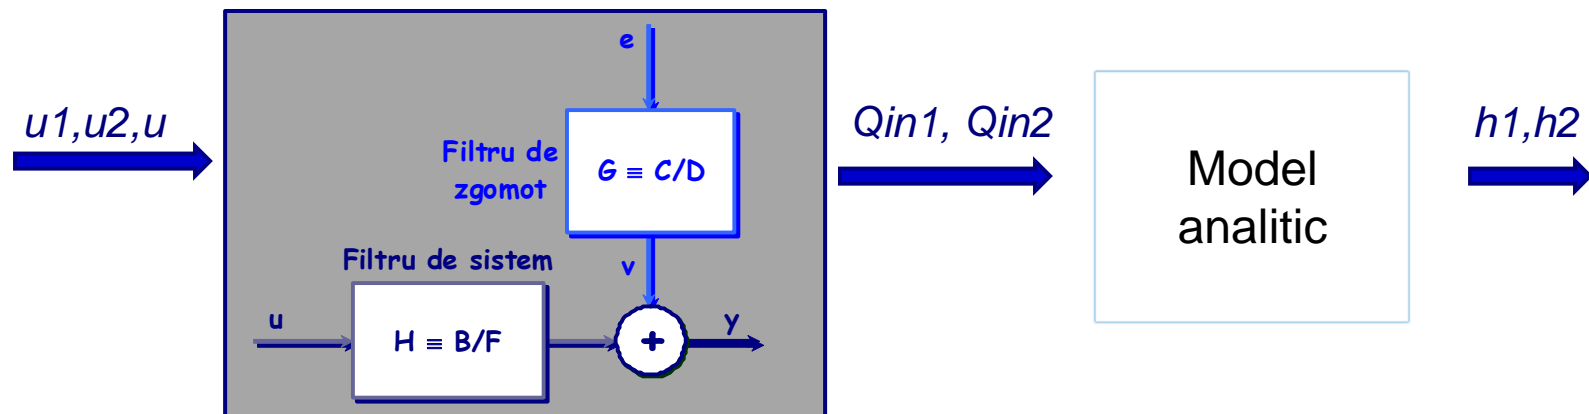 u1,u2,u
e
Filtru de
zgomot
G ≡ C/D
Filtru de sistem
v
u
H ≡ B/F
+
y
Qin1, Qin2
Model
analitic
h1,h2